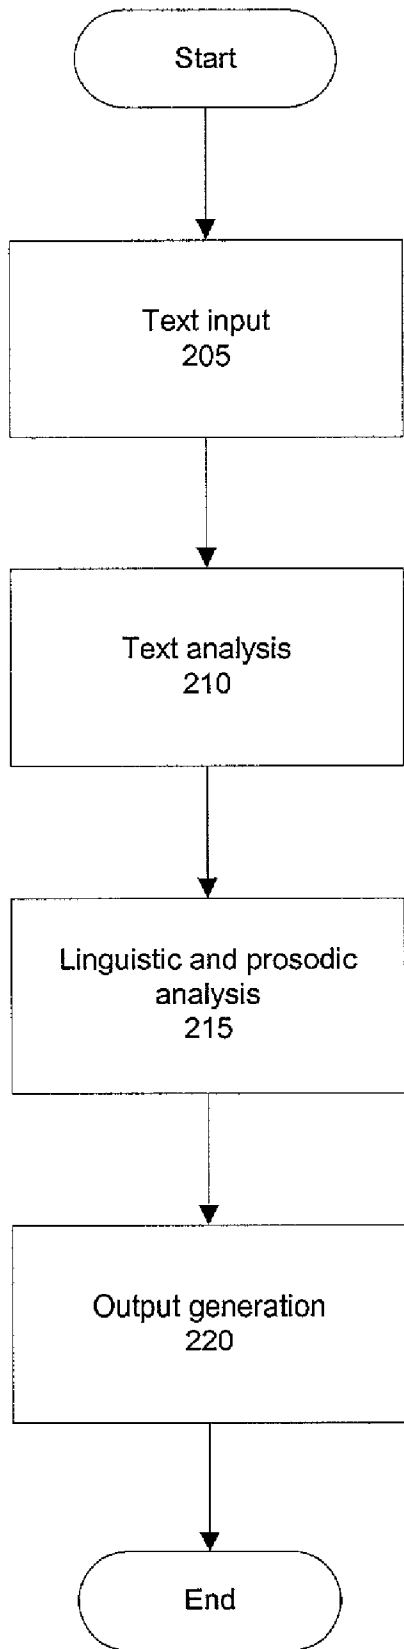 Start
Text input
205
Text analysis
210
Linguistic and prosodic
analysis
215
Output generation
220
End